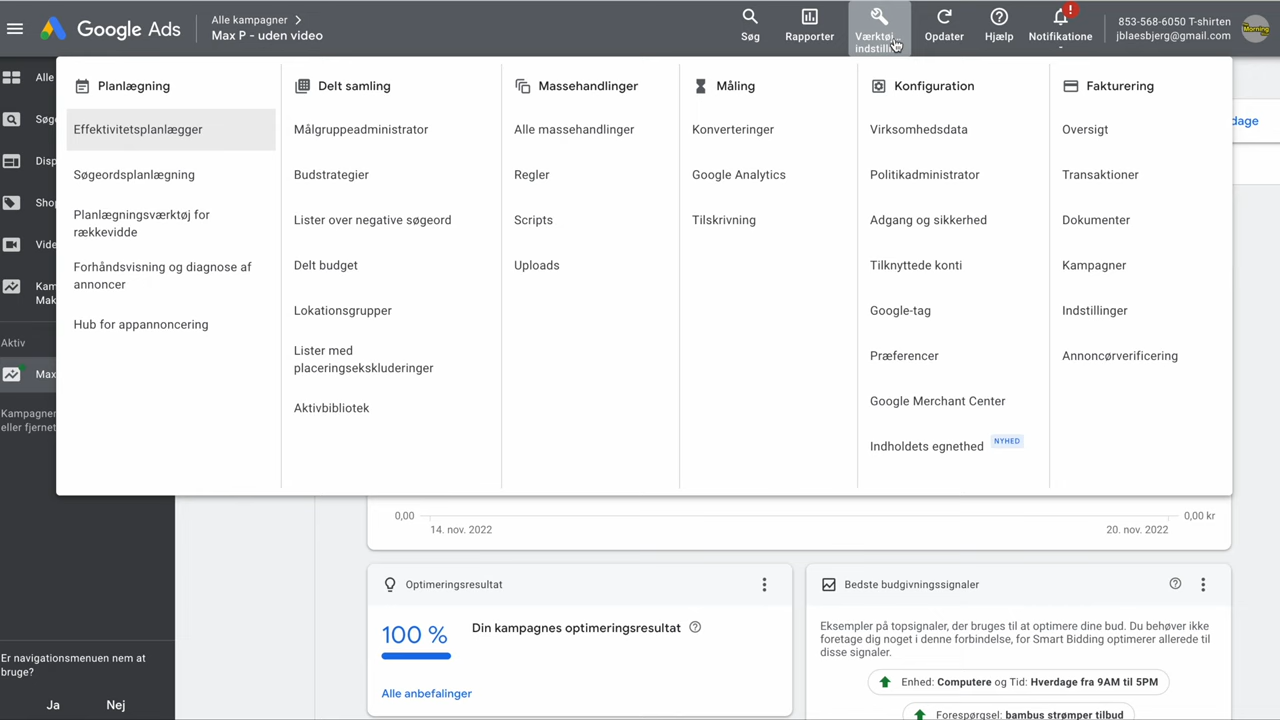 Google Ads
Alle kampagner
Max P - uden video
Søg
Rapporter
Værktøj
indstilli
Opdater
Hjælp
Notifikatione
853-568-6050 T-shirten
jblaesbjerg@gmail.com
Morning
Planlægning
Effektivitetsplanlægger
Søgeordsplanlægning
Planlægningsværktøj for
rækkevidde
Forhåndsvisning og diagnose af
annoncer
Hub for appannoncering
Delt samling
Målgruppeadministrator
Budstrategier
Lister over negative søgeord
Delt budget
Lokationsgrupper
Lister med
placeringsekskluderinger
Aktivbibliotek
Massehandlinger
Alle massehandlinger
Regler
Scripts
Uploads
Måling
Konverteringer
Google Analytics
Tilskrivning
Konfiguration
Virksomhedsdata
Politikadministrator
Adgang og sikkerhed
Tilknyttede konti
Google-tag
Præferencer
Google Merchant Center
Indholdets egnethed NYHED
Fakturering
Oversigt
Transaktioner
Dokumenter
Kampagner
Indstillinger
Annoncørverificering
Alle
Søge
Disp
Shop
Vide
Kam
Mak
Aktiv
Max
Kampagner
eller fjernet
Er navigationsmenuen nem at
bruge?
Ja Nej
dage
0,00
0,00 kr
14. nov. 2022
20. nov. 2022
Optimeringsresultat
100 %
Din kampagnes optimeringsresultat
Alle anbefalinger
Bedste budgivningssignaler
Eksempler på topsignaler, der bruges til at optimere dine bud. Du behøver ikke
foretage dig noget i denne forbindelse, for Smart Bidding optimerer allerede til
disse signaler.
Enhed: Computere og Tid: Hverdage fra 9AM til 5PM
Forespørgsel: bambus strømper tilbud